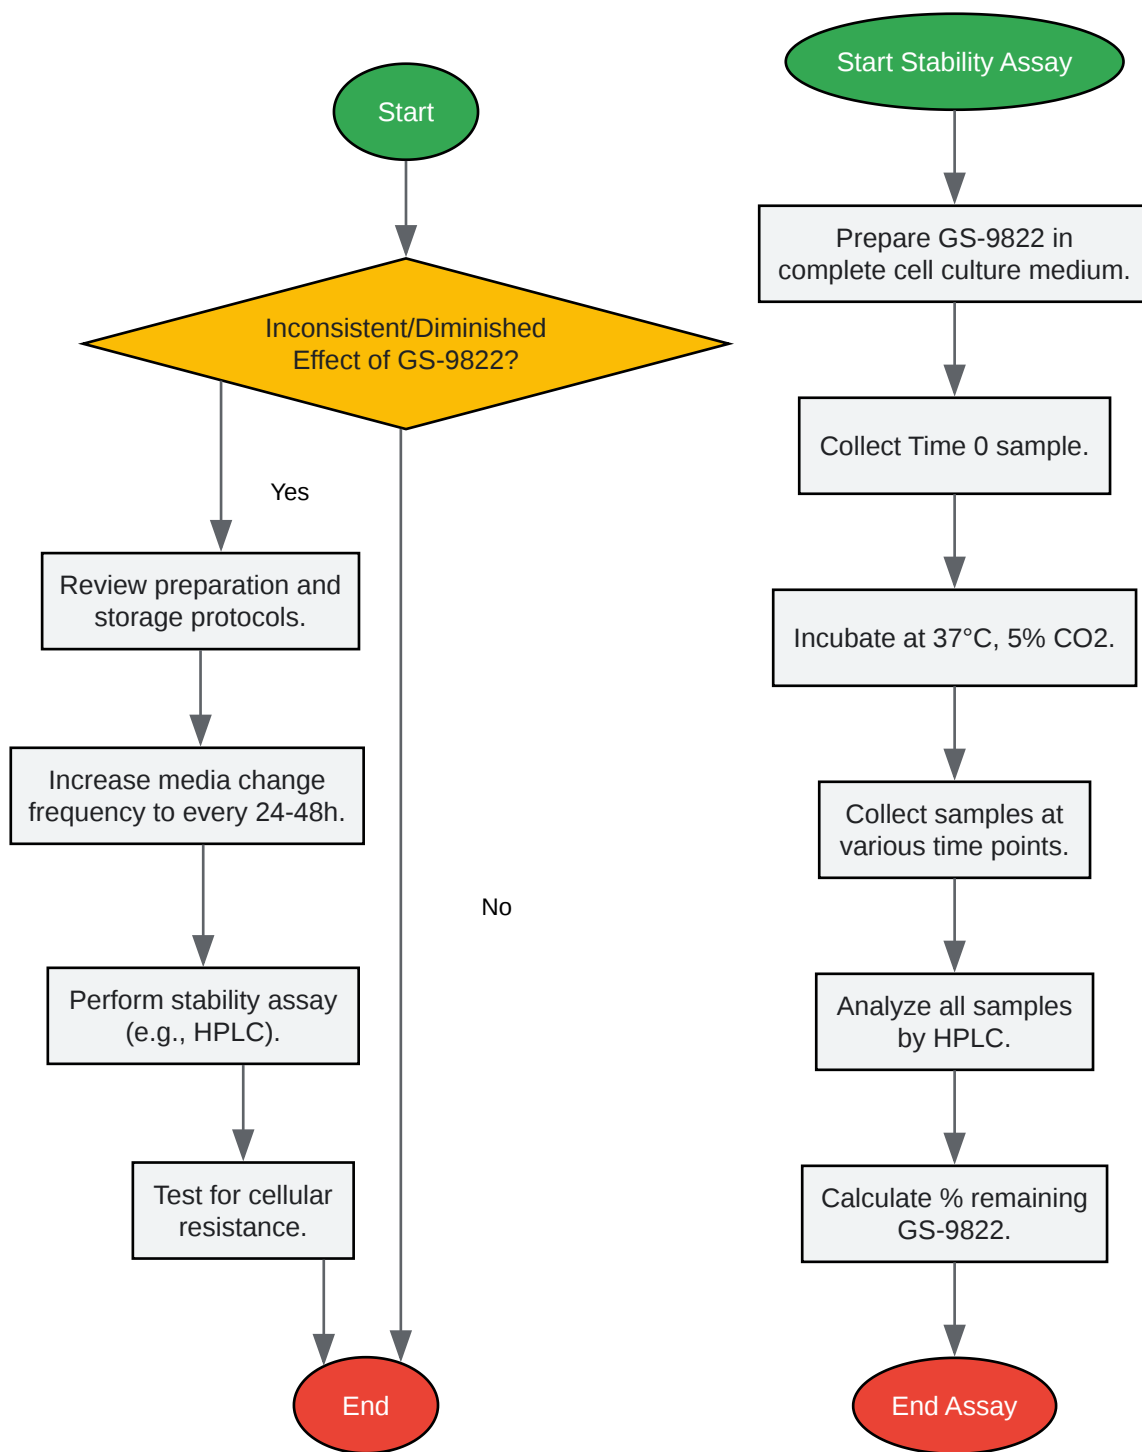 Start
Inconsistent/Diminished
Effect of GS-9822?
Yes
No
Review preparation and
storage protocols.
Increase media change
frequency to every 24-48h.
Perform stability assay
(e.g., HPLC).
Test for cellular
resistance.
End
Start Stability Assay
Prepare GS-9822 in
complete cell culture medium.
Collect Time 0 sample.
Incubate at 37°C, 5% CO2.
Collect samples at
various time points.
Analyze all samples
by HPLC.
Calculate % remaining
GS-9822.
End Assay